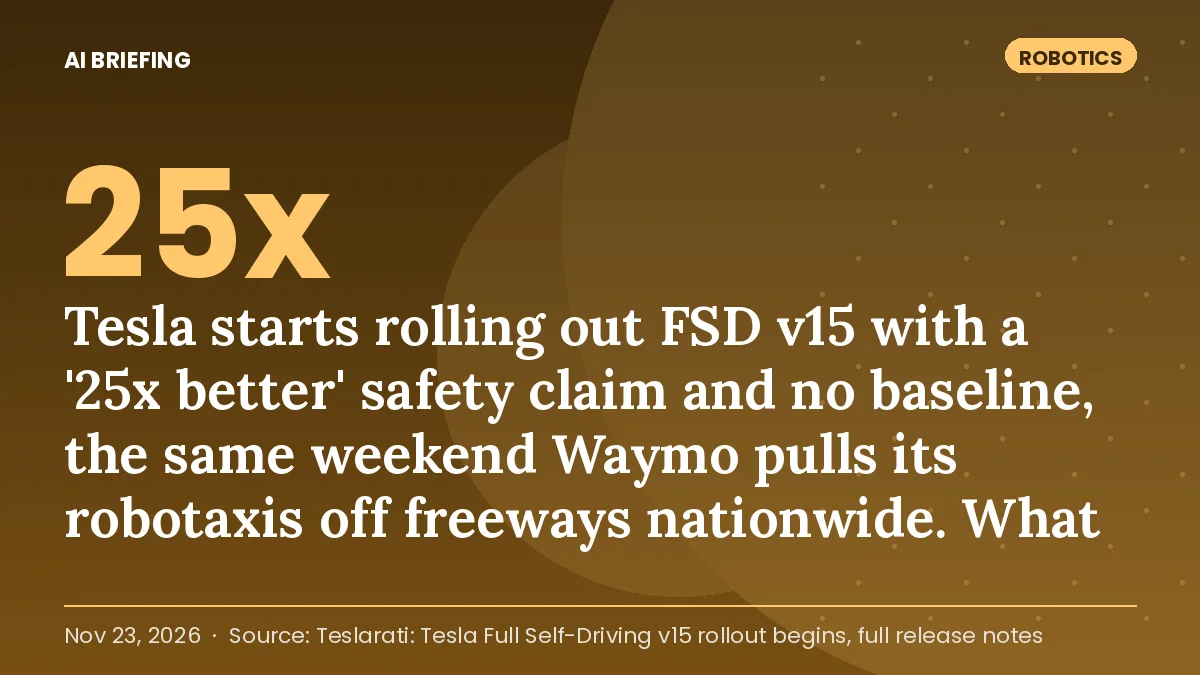 AI BRIEFING
ROBOTICS
25x
Tesla starts rolling out FSD v15 with a
'25x better' safety claim and no baseline,
the same weekend Waymo pulls its
robotaxis off freeways nationwide. What
Nov 23, 2026 · Source: Teslarati: Tesla Full Self-Driving v15 rollout begins, full release notes